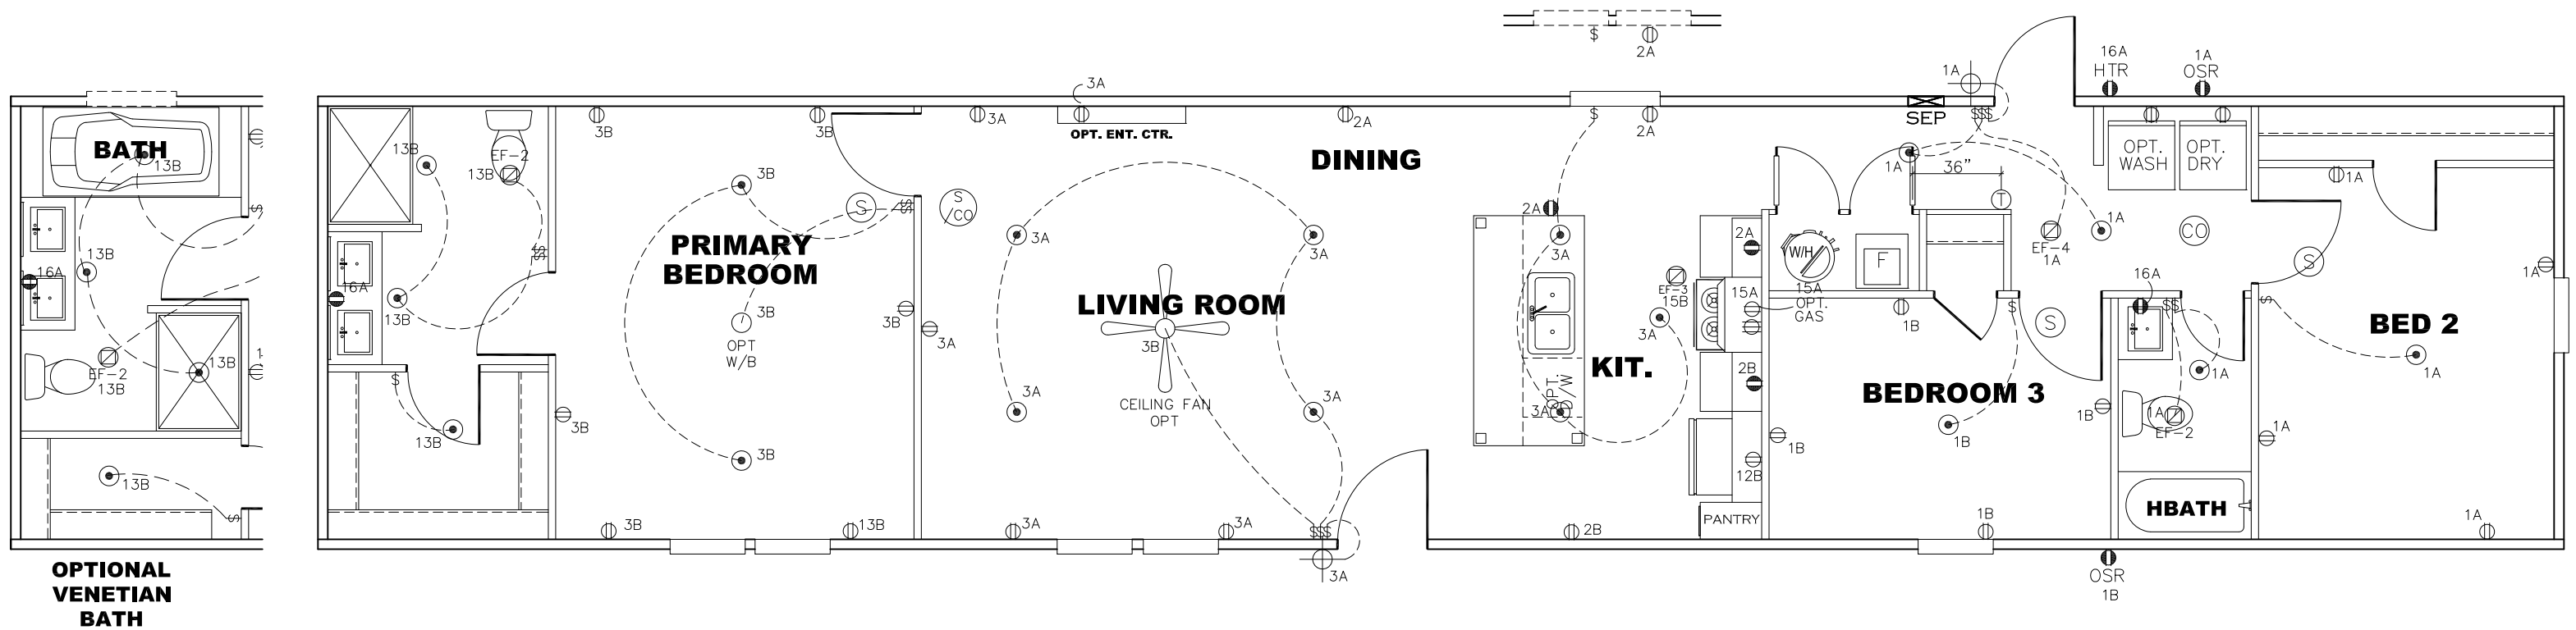 $
2A
BATH
13B
$
13B
16A
EF-2
13B
13B
13B
$
OPTIONAL
VENETIAN
BATH
13B
EF-2
13B
$$
16A
13B
$
13B
3B
3B
3B
S
$$
PRIMARY
BEDROOM
3B
OPT
W/B
3B
3B
3B
3B
13B
3A
3A
OPT. ENT. CTR.
S
/CO
3A
3A
LIVING ROOM
3B
3A
3A
3A
CEILING FAN
OPT
3A
3A
$$$
3A
2A
DINING
$
2A
2A
3A
2A
EF-3
15B
15A
3A
KIT.
OPT.
D/W
3A
2B
12B
PANTRY
2B
1A
SEP
$$$
1A
36"
T
W/H
F
15A
OPT.
GAS
1B
$
EF-4
1A
1A
CO
S
S
BEDROOM 3
1B
1B
1B
1B
OSR
1B
16A
HTR
1A
OSR
OPT.
WASH
OPT.
DRY
16A
$$
1A
1A
EF-2
HBATH
1A
1A
$
BED 2
1A
1A
1A